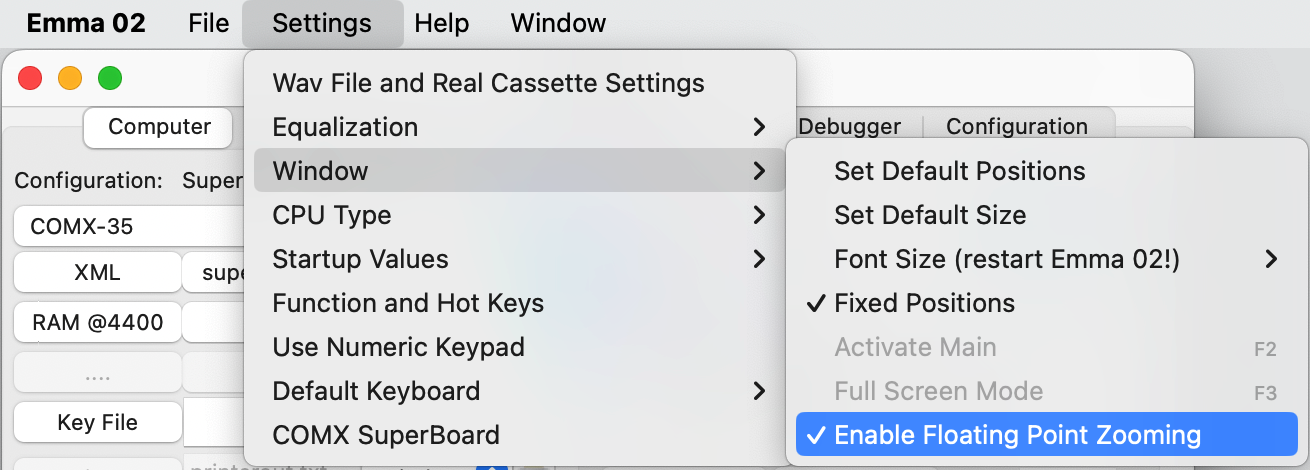 Emma 02 File Settings Help Window
Wav File and Real Cassette Settings
Computer
Equalization
Debugger
Configuration
Configuration: Super
Window
Set Default Positions
COMX-35
CPU Type
Set Default Size
XML
supe
Startup Values
Font Size (restart Emma 02!)
Function and Hot Keys
Fixed Positions
RAM @4400
Use Numeric Keypad
Activate Main F2
....
Default Keyboard
Full Screen Mode F3
Key File
COMX SuperBoard
Enable Floating Point Zooming